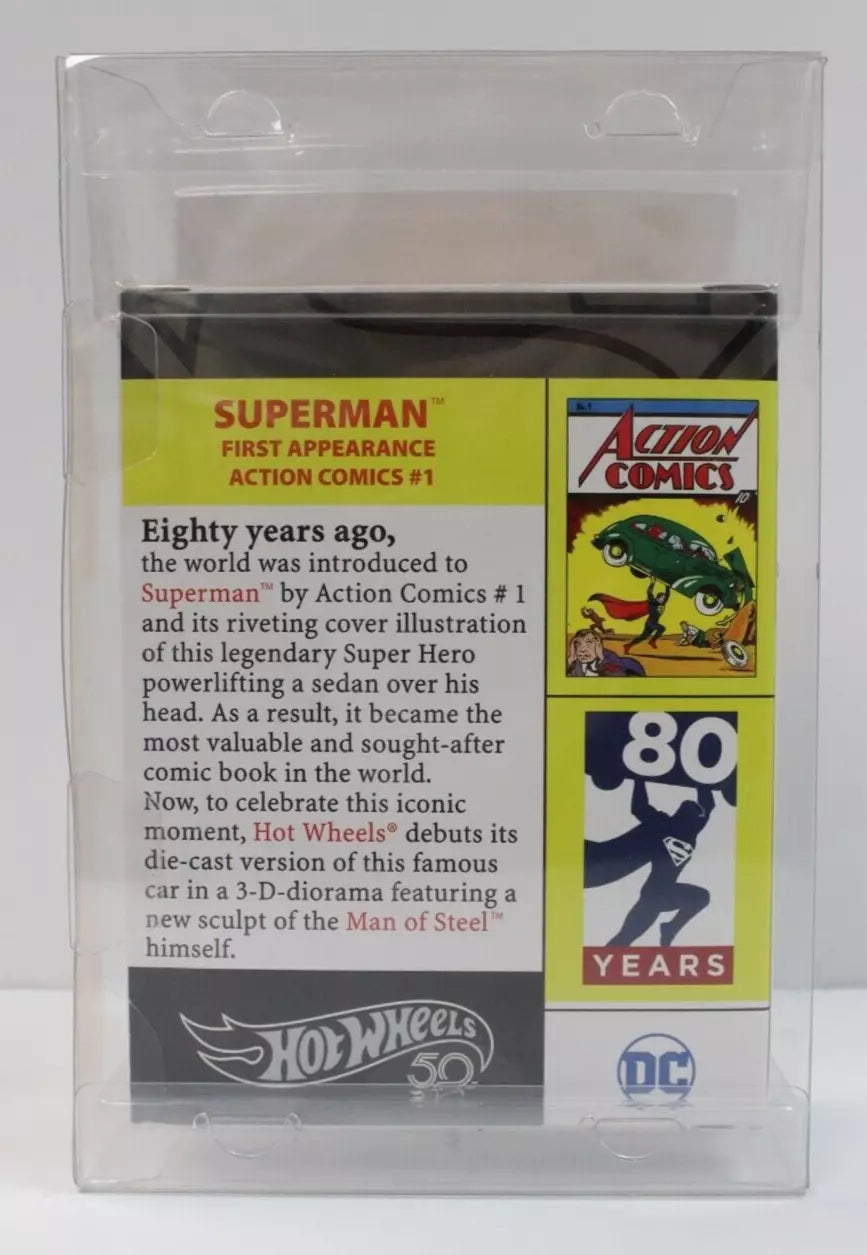 SUPERMAN™
FIRST APPEARANCE
ACTION COMICS #1
Eighty years ago,
the world was introduced to
Superman™ by Action Comics # 1
and its riveting cover illustration
of this legendary Super Hero
powerlifting a sedan over his
head. As a result, it became the
most valuable and sought-after
comic book in the world.
Now, to celebrate this iconic
moment, Hot Wheels® debuts its
die-cast version of this famous
car in a 3-D-diorama featuring a
new sculpt of the Man of Steel™
himself.
HOT WHEELS
50
No.1
ACTION
COMICS
10¢
80
S
YEARS
DC